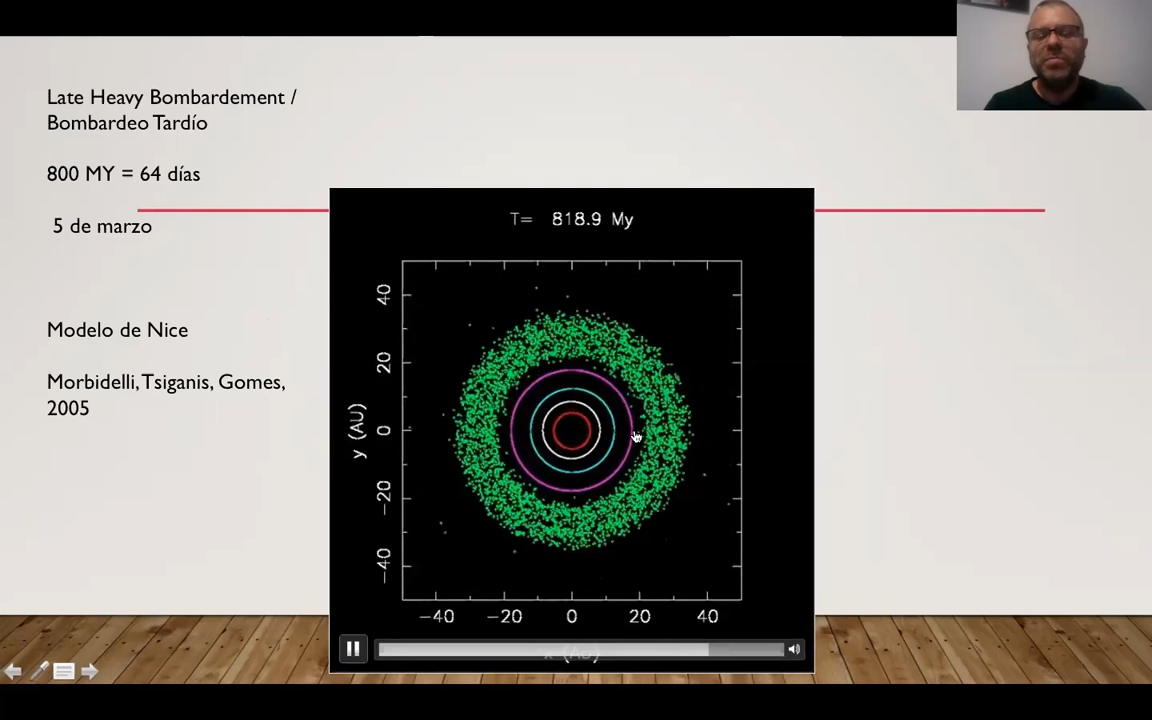 Late Heavy Bombardement /
Bombardeo Tardío
800 MY = 64 días
5 de marzo
Modelo de Nice
Morbidelli, Tsiganis, Gomes,
2005
T= 818.9 My
40
20
0
−20
−40
y (AU)
−40 −20 0 20 40
x (AU)